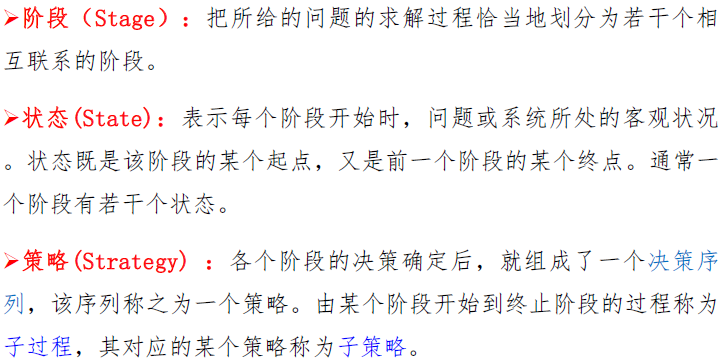 ➢阶段（Stage）：把所给的问题的求解过程恰当地划分为若干个相
互联系的阶段。
➢状态(State)：表示每个阶段开始时，问题或系统所处的客观状况
。状态既是该阶段的某个起点，又是前一个阶段的某个终点。通常一
个阶段有若干个状态。
➢策略(Strategy) ：各个阶段的决策确定后，就组成了一个决策序
列，该序列称之为一个策略。由某个阶段开始到终止阶段的过程称为
子过程，其对应的某个策略称为子策略。